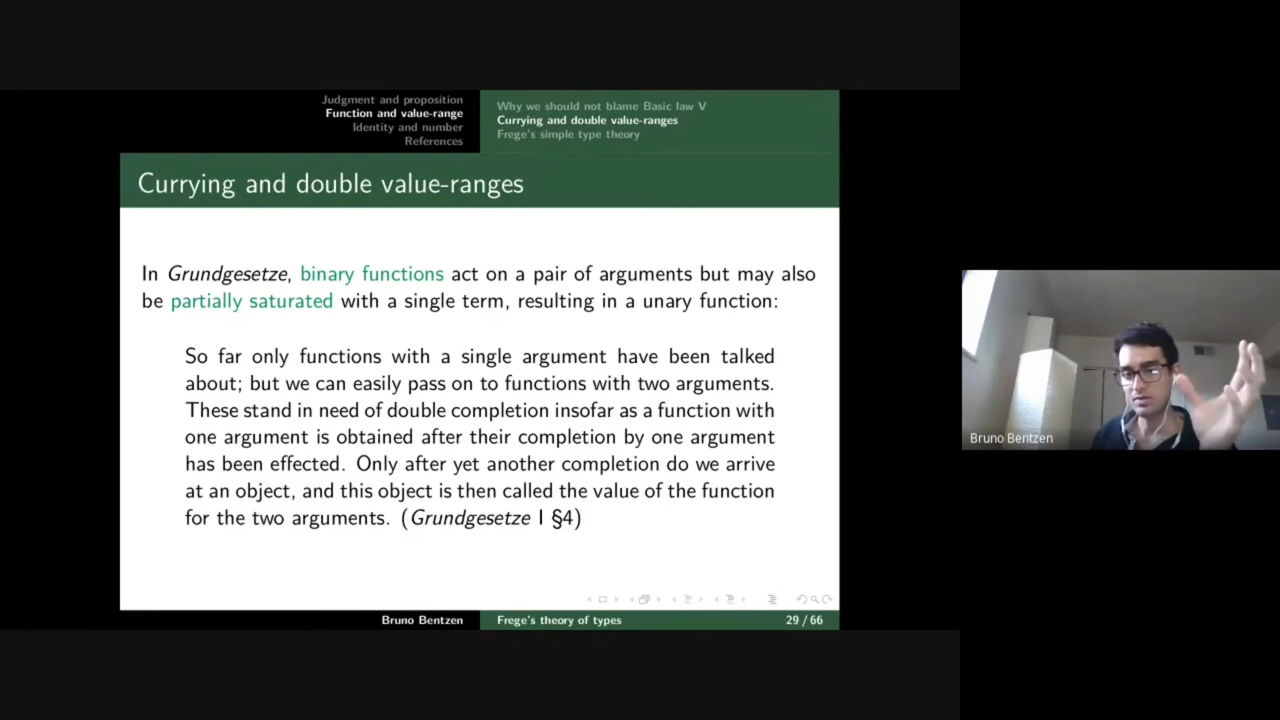 Judgment and proposition
Function and value-range
Identity and number
References
Why we should not blame Basic law V
Currying and double value-ranges
Frege's simple type theory
Currying and double value-ranges
In Grundgesetze, binary functions act on a pair of arguments but may also
be partially saturated with a single term, resulting in a unary function:
So far only functions with a single argument have been talked
about; but we can easily pass on to functions with two arguments.
These stand in need of double completion insofar as a function with
one argument is obtained after their completion by one argument
has been effected. Only after yet another completion do we arrive
at an object, and this object is then called the value of the function
for the two arguments. (Grundgesetze I §4)
Bruno Bentzen
Frege's theory of types
29 / 66
Bruno Bentzen